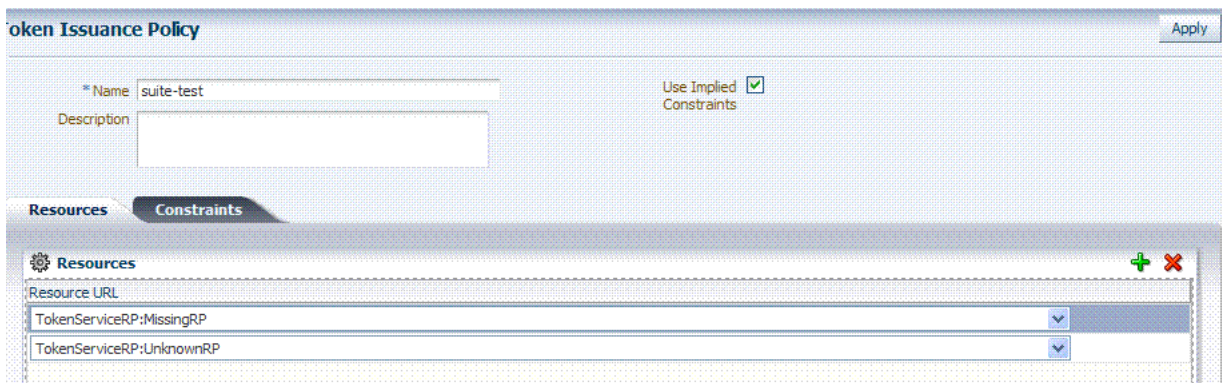 Token Issuance Policy
Apply
* Name suite-test
Use Implied
Constraints
Description
Resources Constraints
Resources
Resource URL
TokenServiceRP:MissingRP
TokenServiceRP:UnknownRP